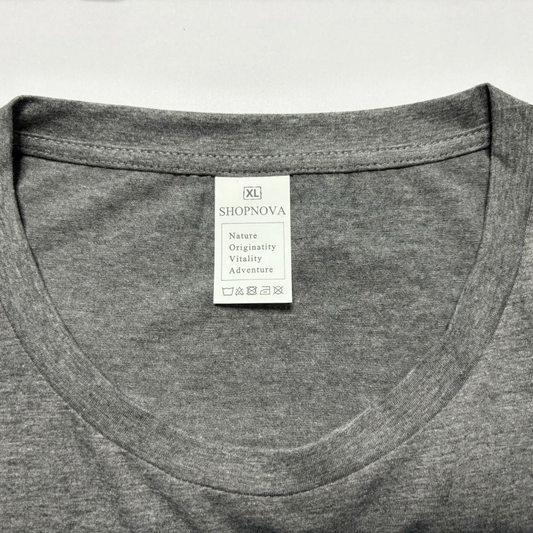 XL
SHOPNOVA
Nature
Originatity
Vitality
Adventure